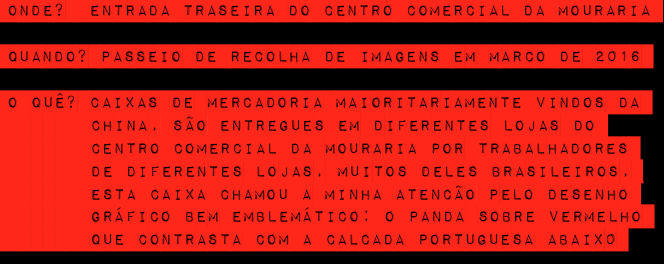 ONDE? ENTRADA TRASEIRA DO CENTRO COMERCIAL DA MOURARIA
QUANDO? PASSEIO DE RECOLHA DE IMAGENS EM MARCO DE 2016
O QUÊ? CAIXAS DE MERCADORIA MAIORITARIAMENTE VINDOS DA
CHINA, SÃO ENTREGUES EM DIFERENTES LOJAS DO
CENTRO COMERCIAL DA MOURARIA POR TRABALHADORES
DE DIFERENTES LOJAS, MUITOS DELES BRASILEIROS.
ESTA CAIXA CHAMOU A MINHA ATENCÃO PELO DESENHO
GRÁFICO BEM EMBLEMÁTICO: O PANDA SOBRE VERMELHO
QUE CONTRASTA COM A CALCADA PORTUGUESA ABAIXO